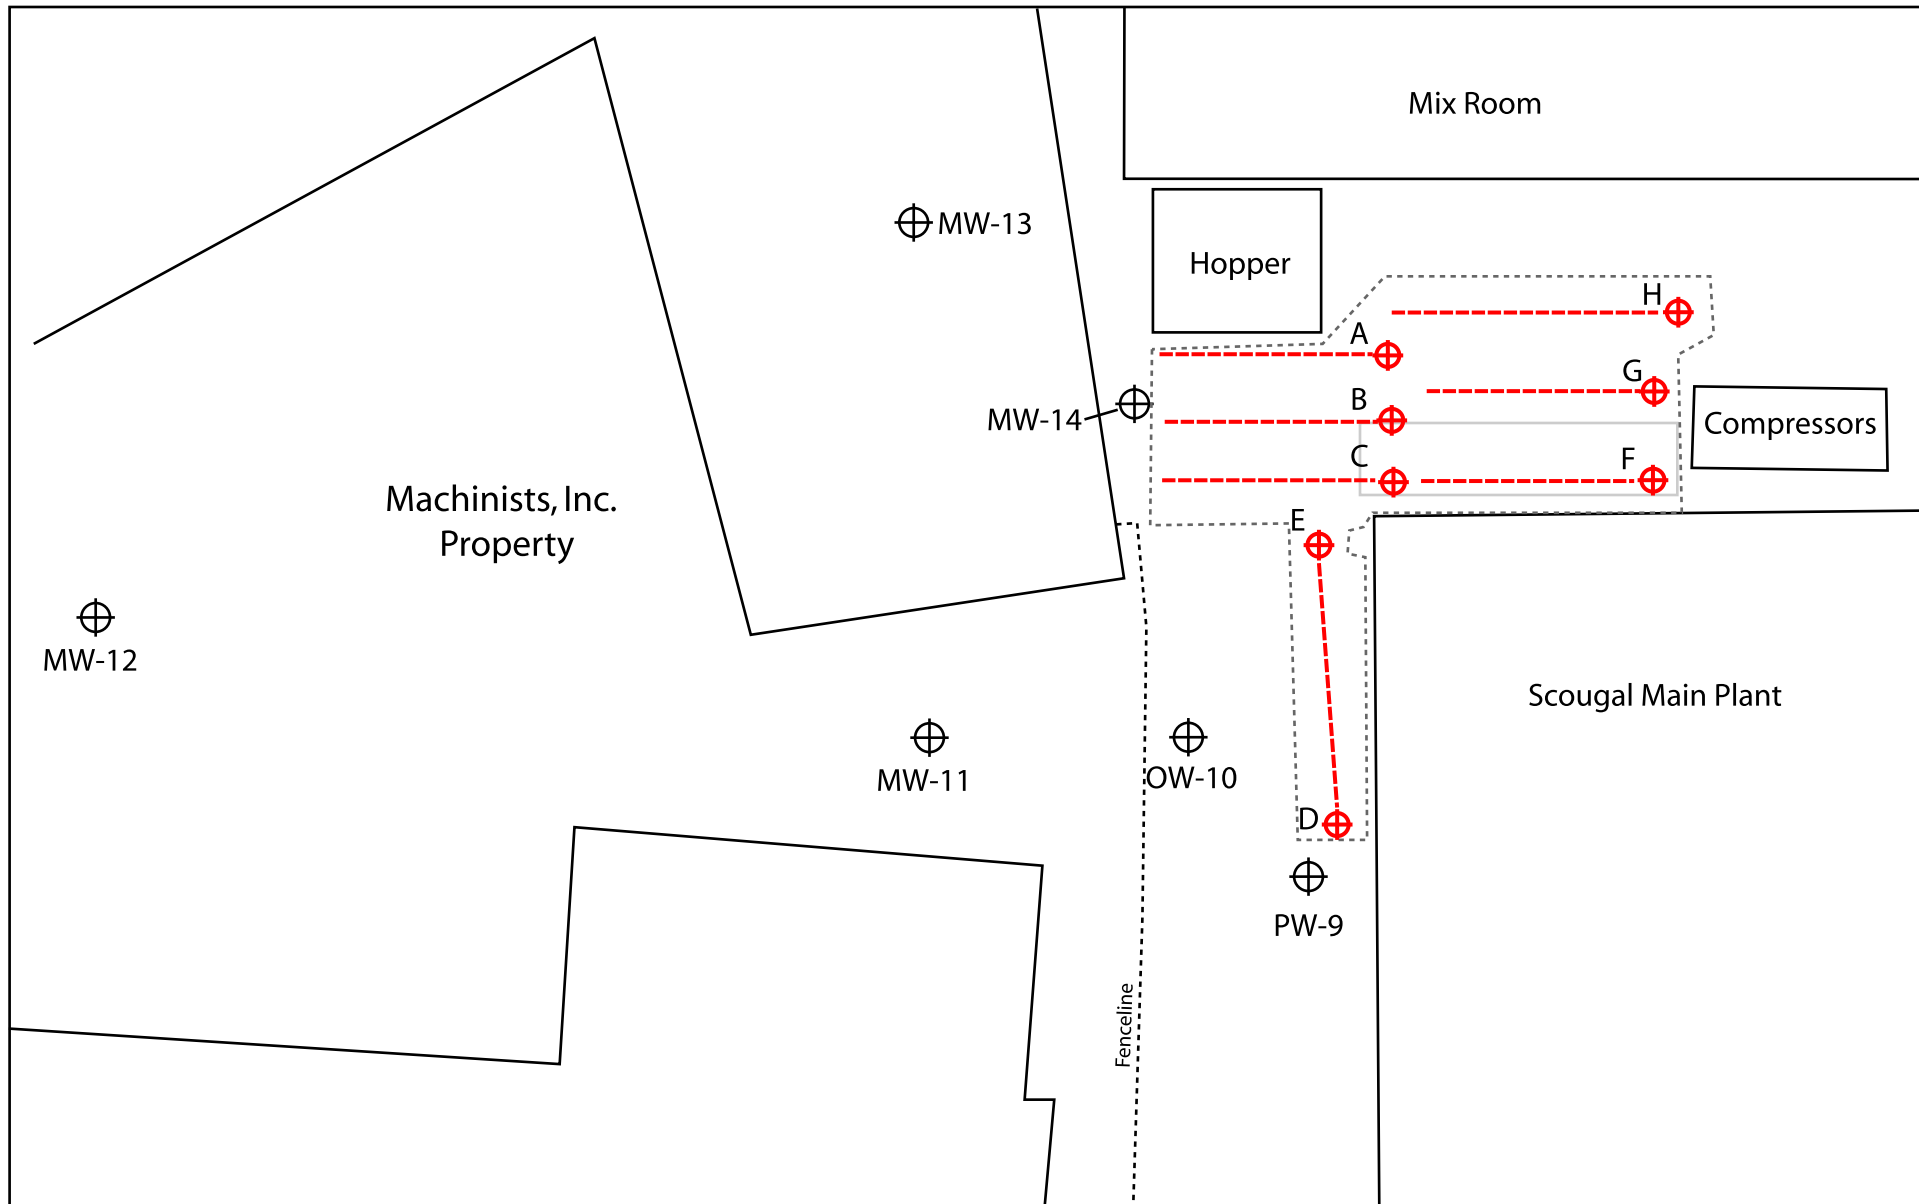 Mix Room
MW-13
Hopper
H
A
G
B
MW-14
Compressors
C
F
Machinists, Inc.
Property
E
MW-12
Scougal Main Plant
MW-11
OW-10
D
PW-9
Fenceline